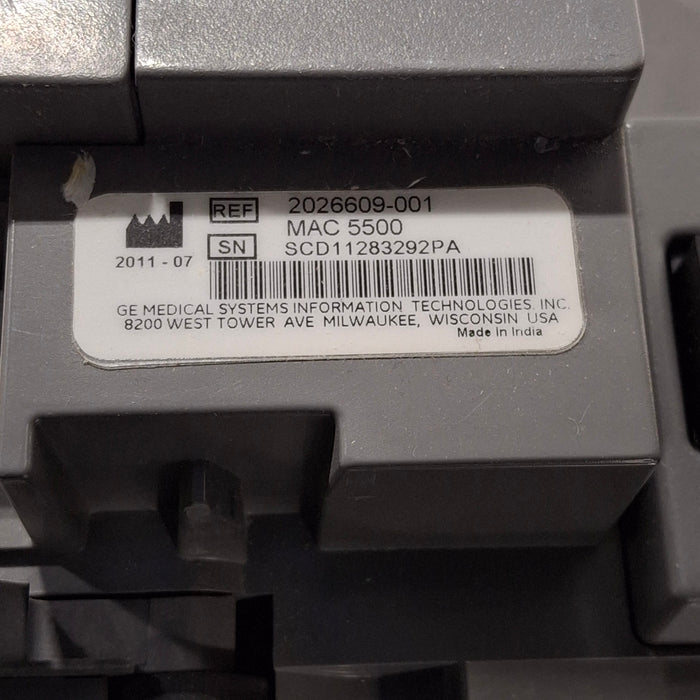 REF 2026609-001
MAC 5500
SN SCD11283292PA
2011-07
GE MEDICAL SYSTEMS INFORMATION TECHNOLOGIES, INC.
8200 WEST TOWER AVE MILWAUKEE, WISCONSIN USA
Made In India